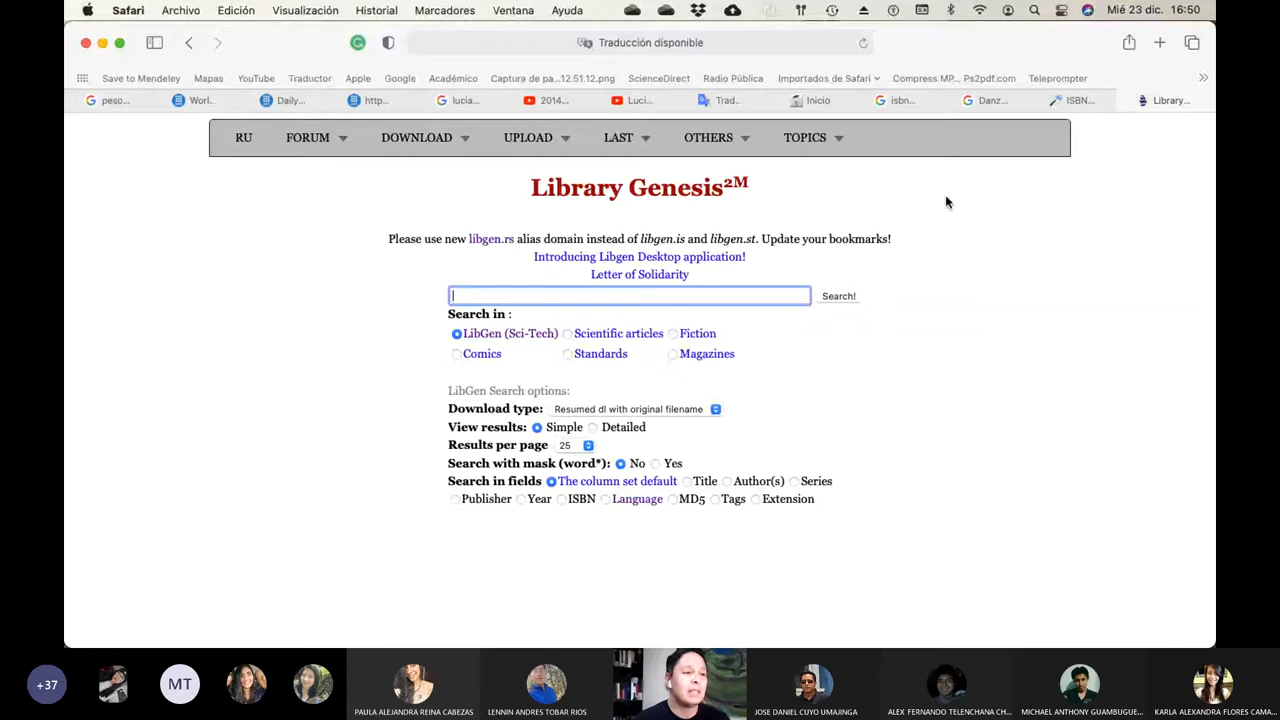 Safari Archivo Edición Visualización Historial Marcadores Ventana Ayuda Mié 23 dic. 16:50
Traducción disponible
Save to Mendeley Mapas YouTube Traductor Apple Google Académico Captura de pa...12.51.12.png ScienceDirect Radio Pública Importados de Safari Compress MP... Ps2pdf.com Teleprompter
peso... Worl... Daily... http... lucia... 2014... Luci... Trad... Inicio isbn... Danz... ISBN... Library...
RU FORUM DOWNLOAD UPLOAD LAST OTHERS TOPICS
Library Genesis2M
Please use new libgen.rs alias domain instead of libgen.is and libgen.st. Update your bookmarks!
Introducing Libgen Desktop application!
Letter of Solidarity
Search!
Search in :
LibGen (Sci-Tech) Scientific articles Fiction
Comics Standards Magazines
LibGen Search options:
Download type: Resumed dl with original filename
View results: Simple Detailed
Results per page 25
Search with mask (word*): No Yes
Search in fields The column set default Title Author(s) Series
Publisher Year ISBN Language MD5 Tags Extension
+37 MT
PAULA ALEJANDRA REINA CABEZAS LENNIN ANDRES TOBAR RIOS JOSE DANIEL CUYO UMAJINGA ALEX FERNANDO TELENCHANA CH... MICHAEL ANTHONY GUAMBUGUE... KARLA ALEXANDRA FLORES CAMA...